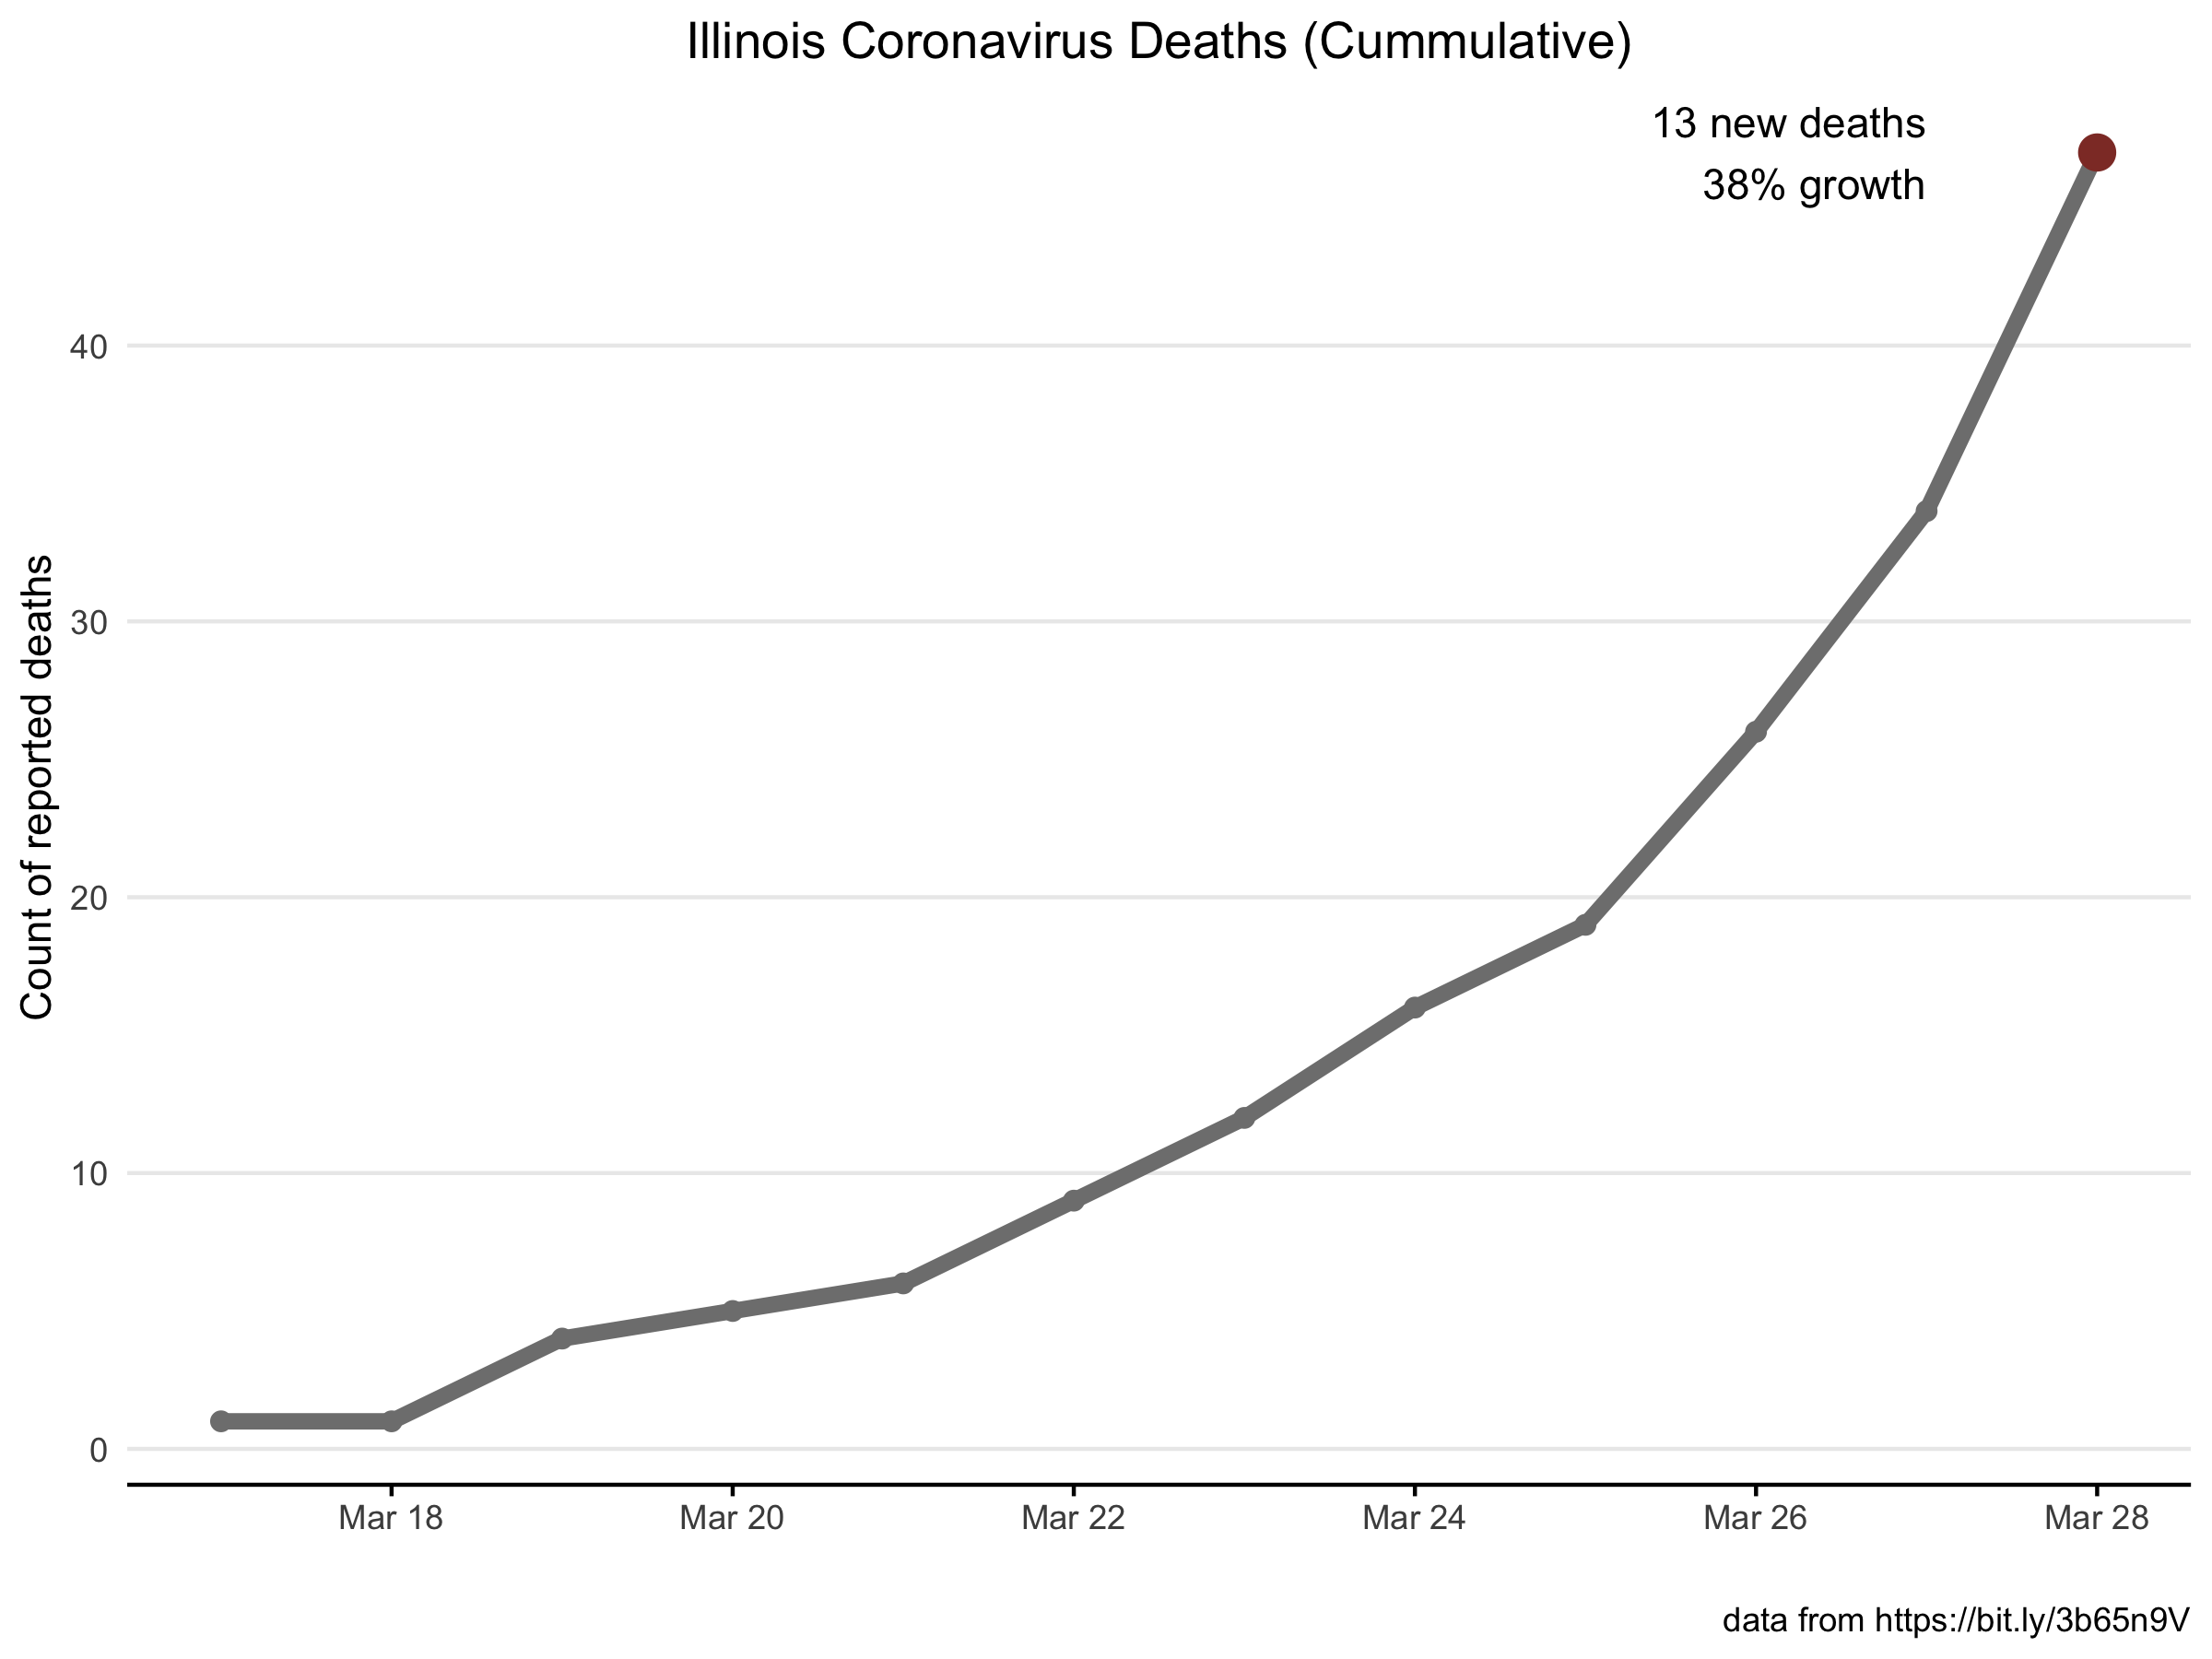 Illinois Coronavirus Deaths (Cummulative)
13 new deaths
38% growth
Count of reported deaths
40
30
20
10
0
Mar 18
Mar 20
Mar 22
Mar 24
Mar 26
Mar 28
data from https://bit.ly/3b65n9V